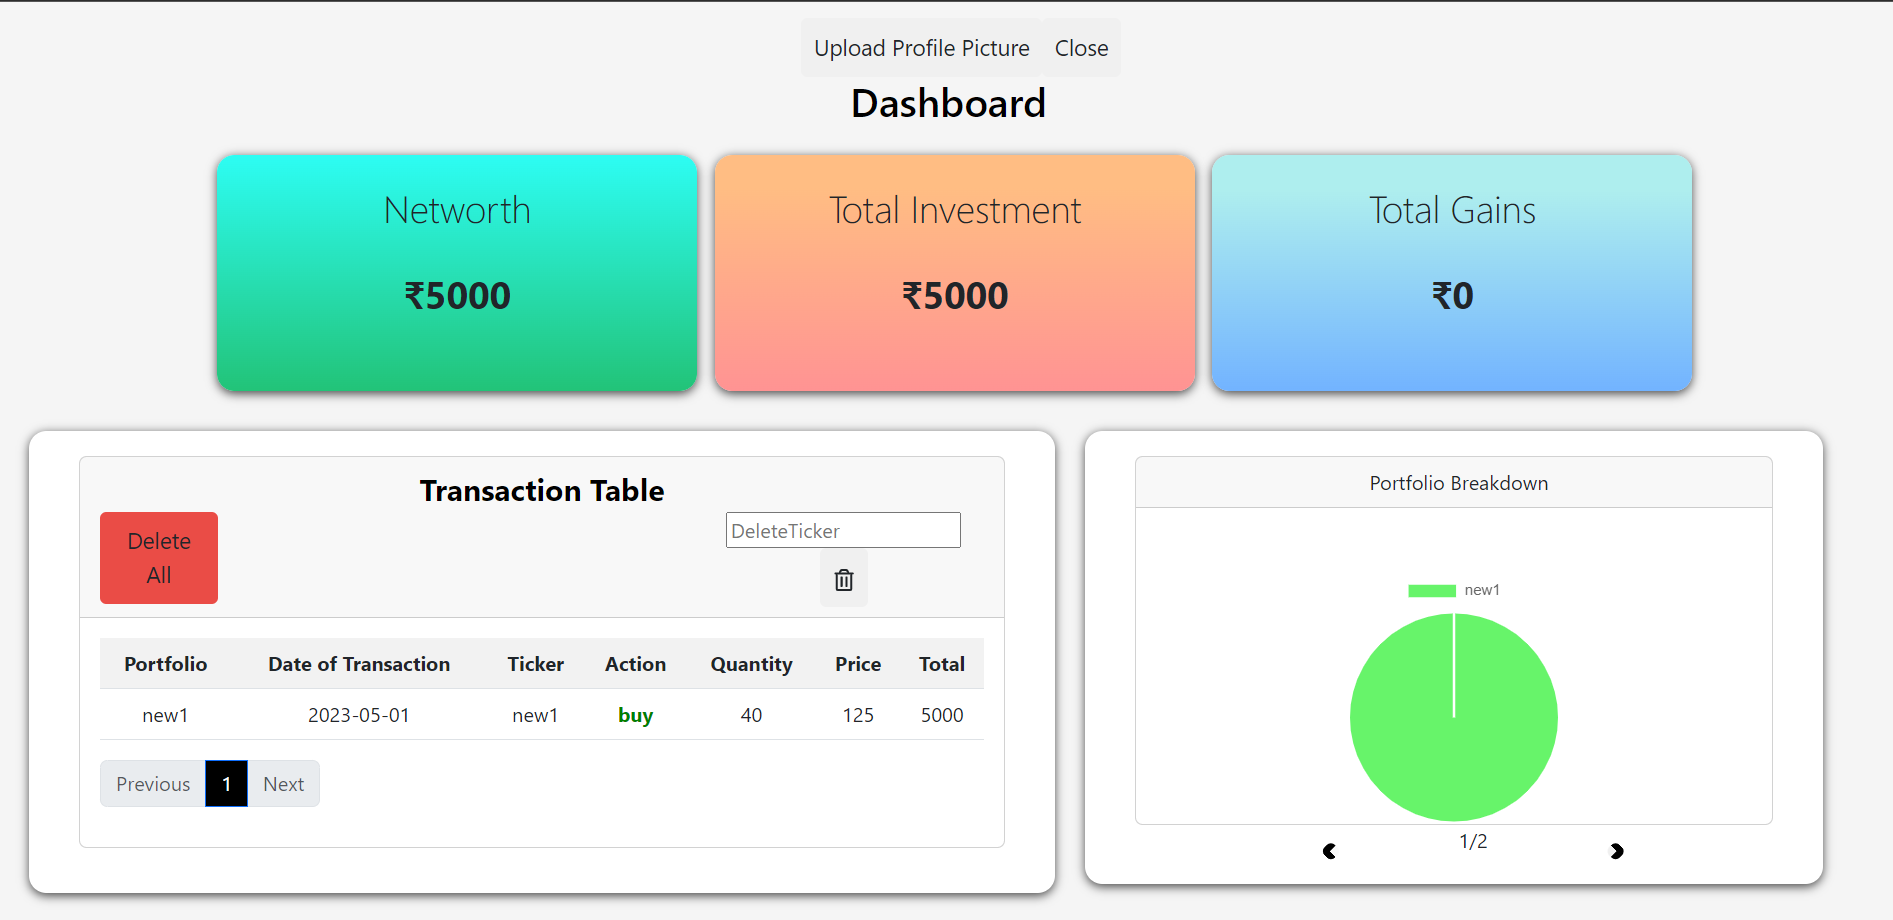 Upload Profile Picture Close
Dashboard
Networth
₹5000
Total Investment
₹5000
Total Gains
₹0
Transaction Table
Delete
All
DeleteTicker
Portfolio Date of Transaction Ticker Action Quantity Price Total
new1 2023-05-01 new1 buy 40 125 5000
Previous 1 Next
Portfolio Breakdown
new1
1/2